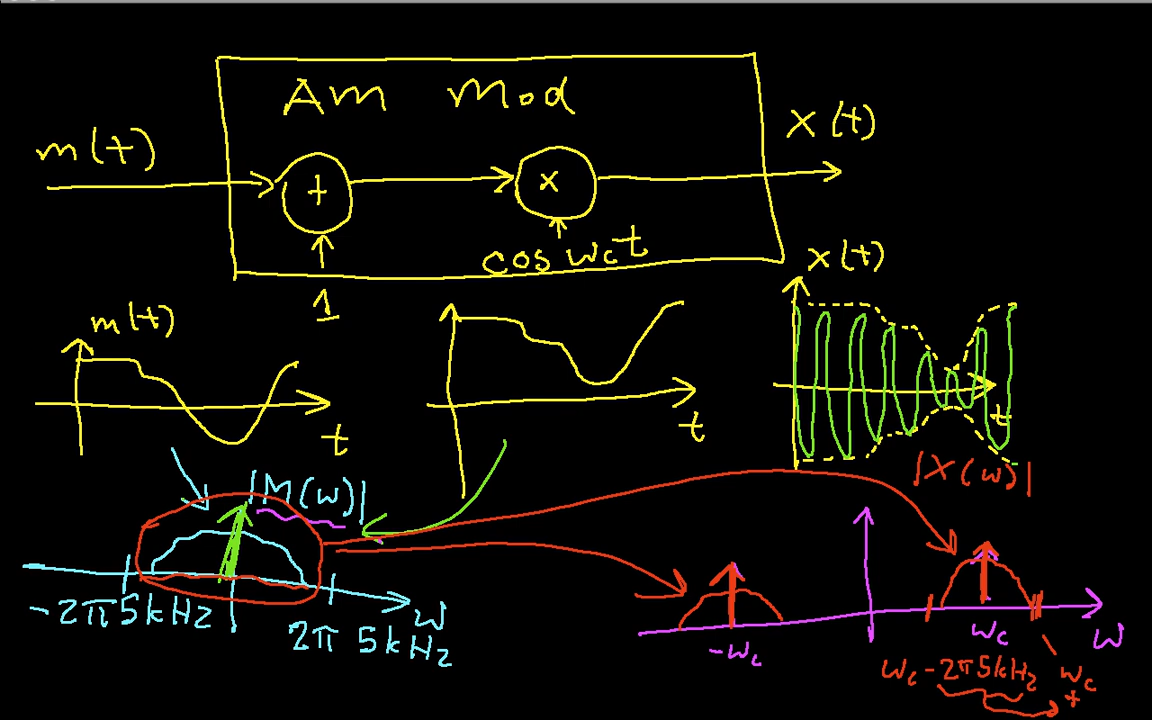 Am mod
m(t)
X(t)
+
x
cos wct
1
x(t)
m(t)
t
t
t
|M(w)|
|X(w)|
-2π5kHz
2π 5kHz
w
-wc
wc
w
wc-2π5kHz
wc
+